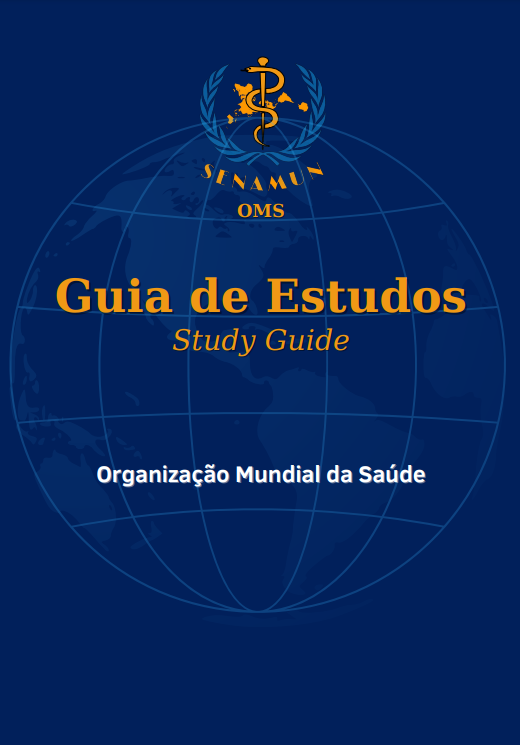 SENAMUN
OMS
Guia de Estudos
Study Guide
Organização Mundial da Saúde